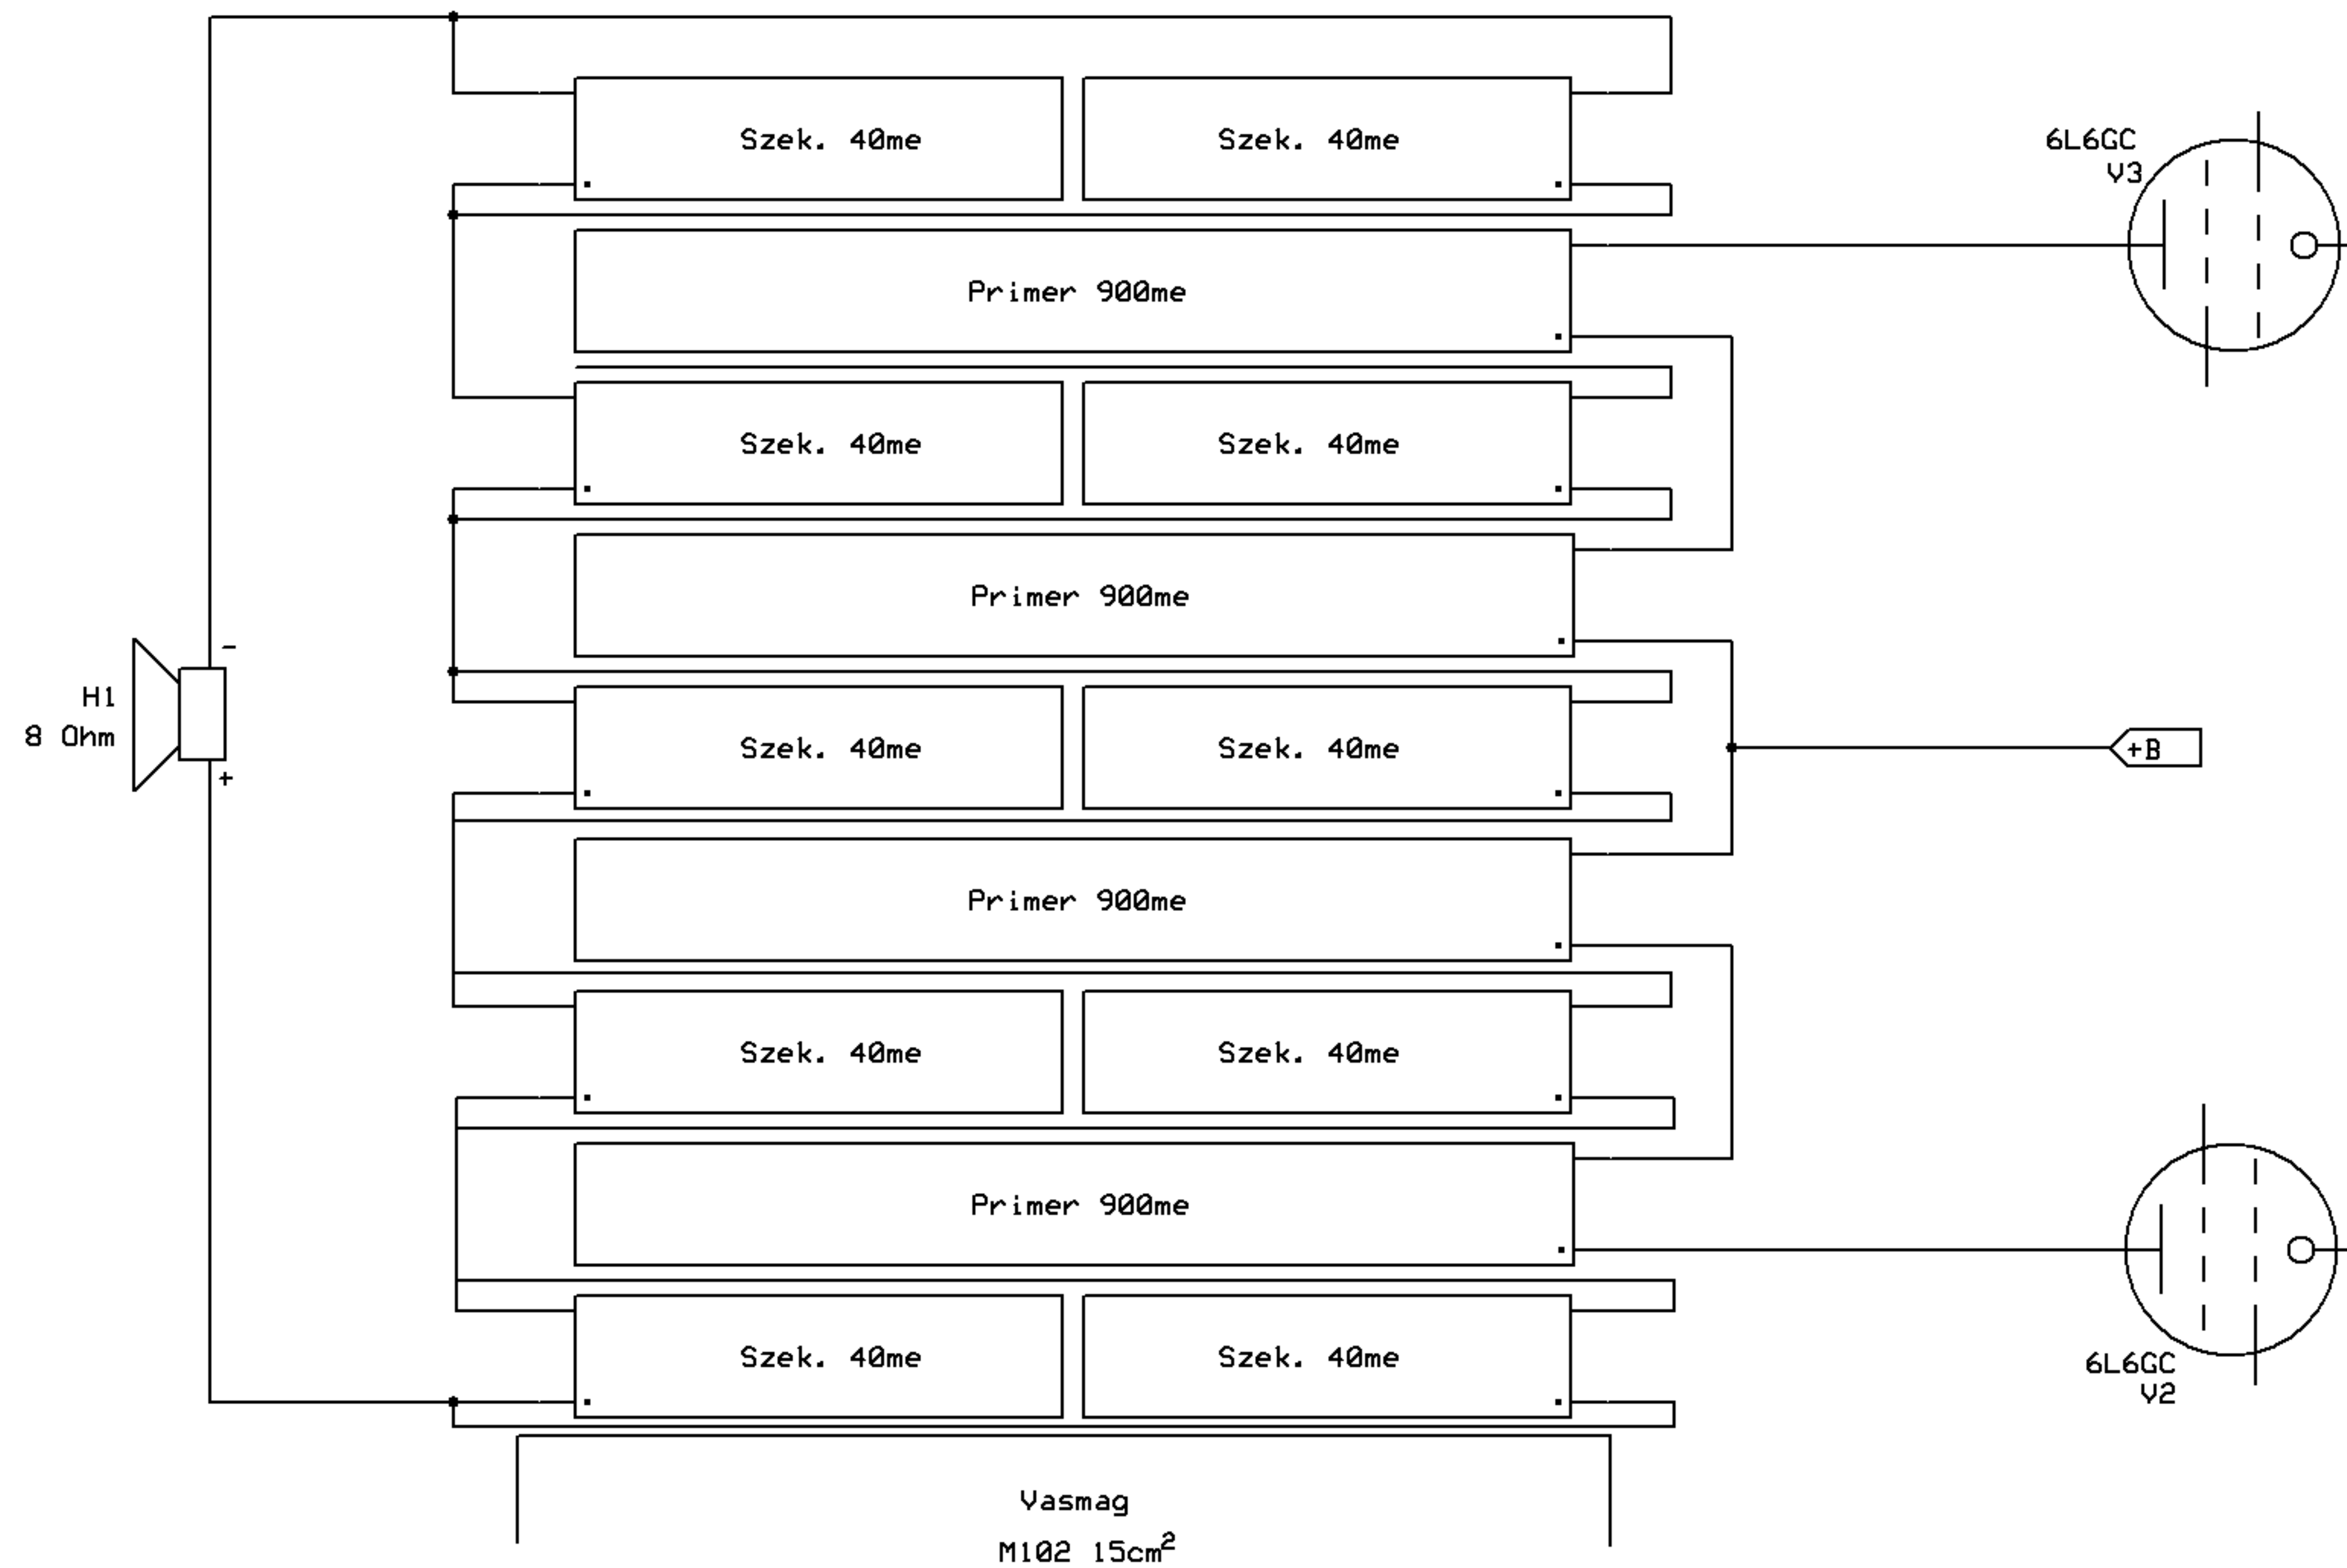 Szek. 40me Szek. 40me
6L6GC
V3
Primer 900me
Szek. 40me Szek. 40me
Primer 900me
-
H1
8 Ohm
+
Szek. 40me Szek. 40me
+B
Primer 900me
Szek. 40me Szek. 40me
Primer 900me
Szek. 40me Szek. 40me
6L6GC
V2
Vasmag
M102 15cm²